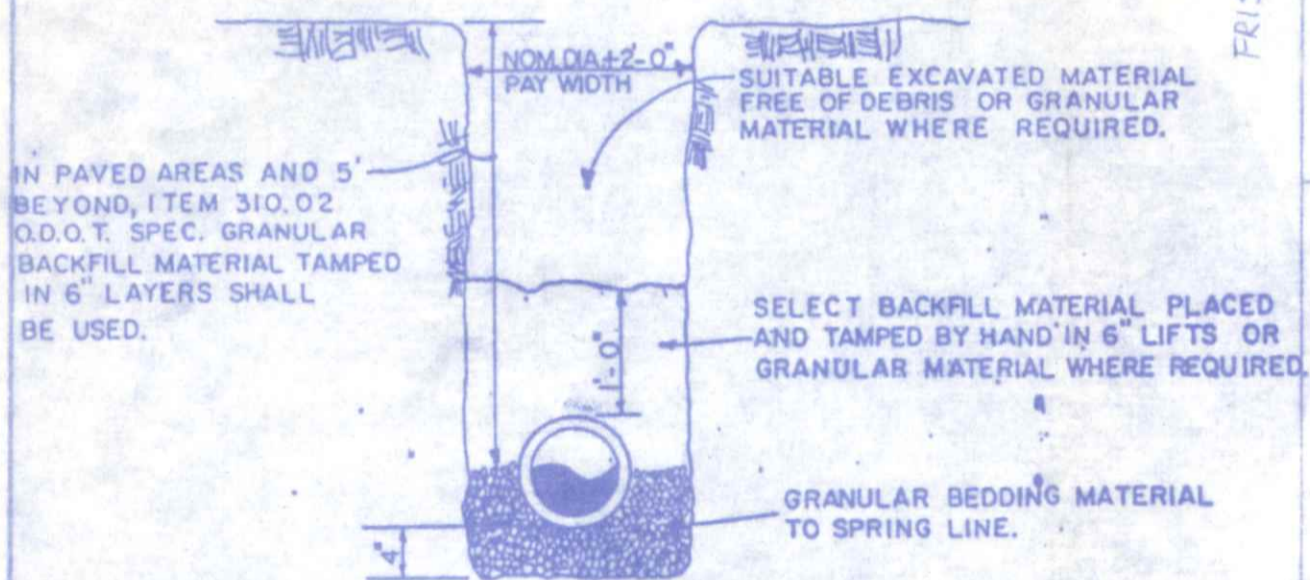 FRIS
NOM. DIA.+2'-0"
PAY WIDTH
SUITABLE EXCAVATED MATERIAL
FREE OF DEBRIS OR GRANULAR
MATERIAL WHERE REQUIRED.
IN PAVED AREAS AND 5'
BEYOND, ITEM 310.02
O.D.O.T. SPEC. GRANULAR
BACKFILL MATERIAL TAMPED
IN 6" LAYERS SHALL
BE USED.
1'-0"
SELECT BACKFILL MATERIAL PLACED
AND TAMPED BY HAND IN 6" LIFTS OR
GRANULAR MATERIAL WHERE REQUIRED.
GRANULAR BEDDING MATERIAL
TO SPRING LINE.
4"